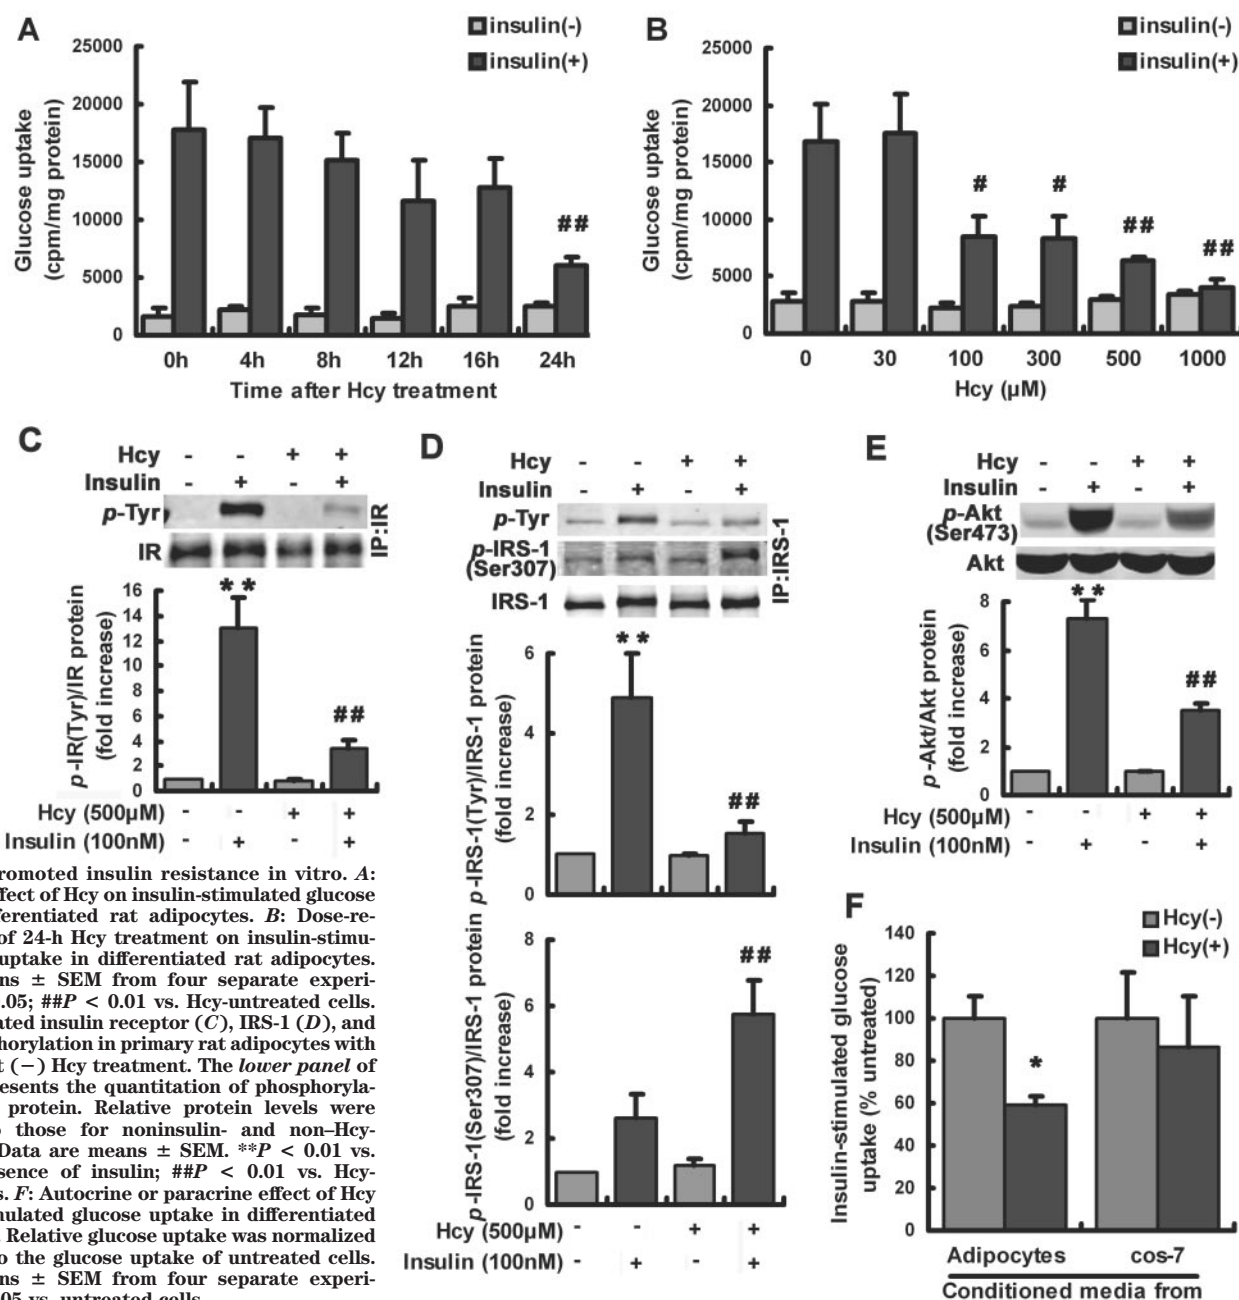 A
insulin(-)
insulin(+)
Glucose uptake
(cpm/mg protein)
25000
20000
15000
10000
5000
0
##
0h 4h 8h 12h 16h 24h
Time after Hcy treatment
B
insulin(-)
insulin(+)
Glucose uptake
(cpm/mg protein)
25000
20000
15000
10000
5000
0
# # ## ##
0 30 100 300 500 1000
Hcy (μM)
C
Hcy - - + +
Insulin - + - +
p-Tyr
IR
IP:IR
p-IR(Tyr)/IR protein
(fold increase)
16
14
12
10
8
6
4
2
0
** ##
Hcy (500μM) - - + +
Insulin (100nM) - + - +
D
Hcy - - + +
Insulin - + - +
p-Tyr
p-IRS-1
(Ser307)
IRS-1
IP:IRS-1
p-IRS-1(Tyr)/IRS-1 protein
(fold increase)
6
4
2
0
** ##
p-IRS-1(Ser307)/IRS-1 protein
(fold increase)
8
6
4
2
0
##
Hcy (500μM) - - + +
Insulin (100nM) - + - +
E
Hcy - - + +
Insulin - + - +
p-Akt
(Ser473)
Akt
p-Akt/Akt protein
(fold increase)
8
6
4
2
0
** ##
Hcy (500μM) - - + +
Insulin (100nM) - + - +
F
Hcy(-)
Hcy(+)
Insulin-stimulated glucose
uptake (% untreated)
140
120
100
80
60
40
20
0
*
Adipocytes cos-7
Conditioned media from
romoted insulin resistance in vitro. A:
ffect of Hcy on insulin-stimulated glucose
ferentiated rat adipocytes. B: Dose-re-
of 24-h Hcy treatment on insulin-stimu-
uptake in differentiated rat adipocytes.
ns ± SEM from four separate experi-
.05; ##P < 0.01 vs. Hcy-untreated cells.
ated insulin receptor (C), IRS-1 (D), and
horylation in primary rat adipocytes with
t (−) Hcy treatment. The lower panel of
resents the quantitation of phosphoryla-
protein. Relative protein levels were
o those for noninsulin- and non–Hcy-
Data are means ± SEM. **P < 0.01 vs.
sence of insulin; ##P < 0.01 vs. Hcy-
s. F: Autocrine or paracrine effect of Hcy
mulated glucose uptake in differentiated
. Relative glucose uptake was normalized
o the glucose uptake of untreated cells.
ns ± SEM from four separate experi-
05 vs. untreated cells.